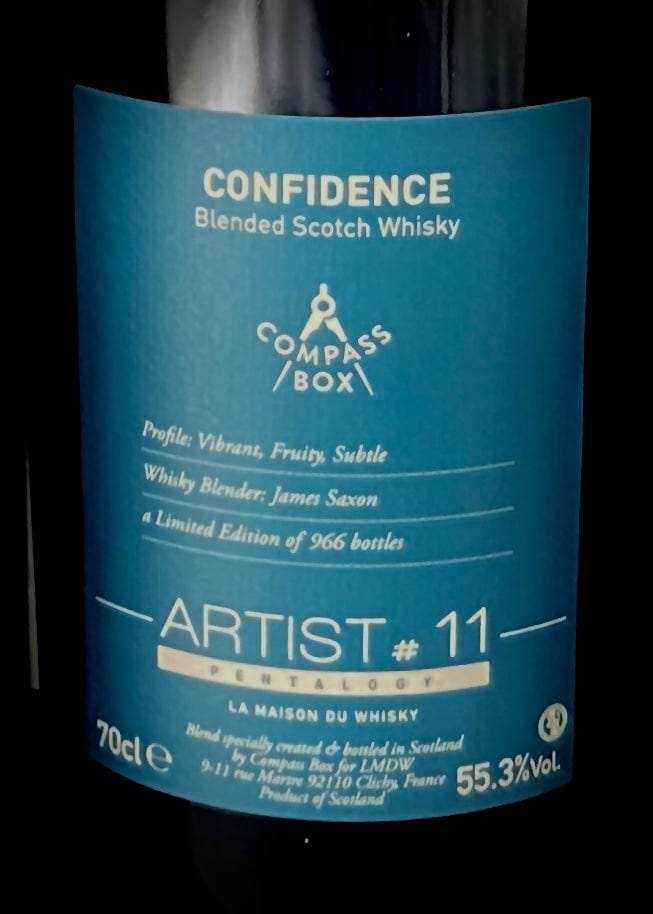 CONFIDENCE
Blended Scotch Whisky
COMPASS
BOX
Profile: Vibrant, Fruity, Subtle
Whisky Blender: James Saxon
a Limited Edition of 966 bottles
ARTIST # 11
PENTALOGY
LA MAISON DU WHISKY
Blend specially created & bottled in Scotland
by Compass Box for LMDW
9-11 rue Martre 92110 Clichy, France
Product of Scotland
70cl e
55.3%Vol.